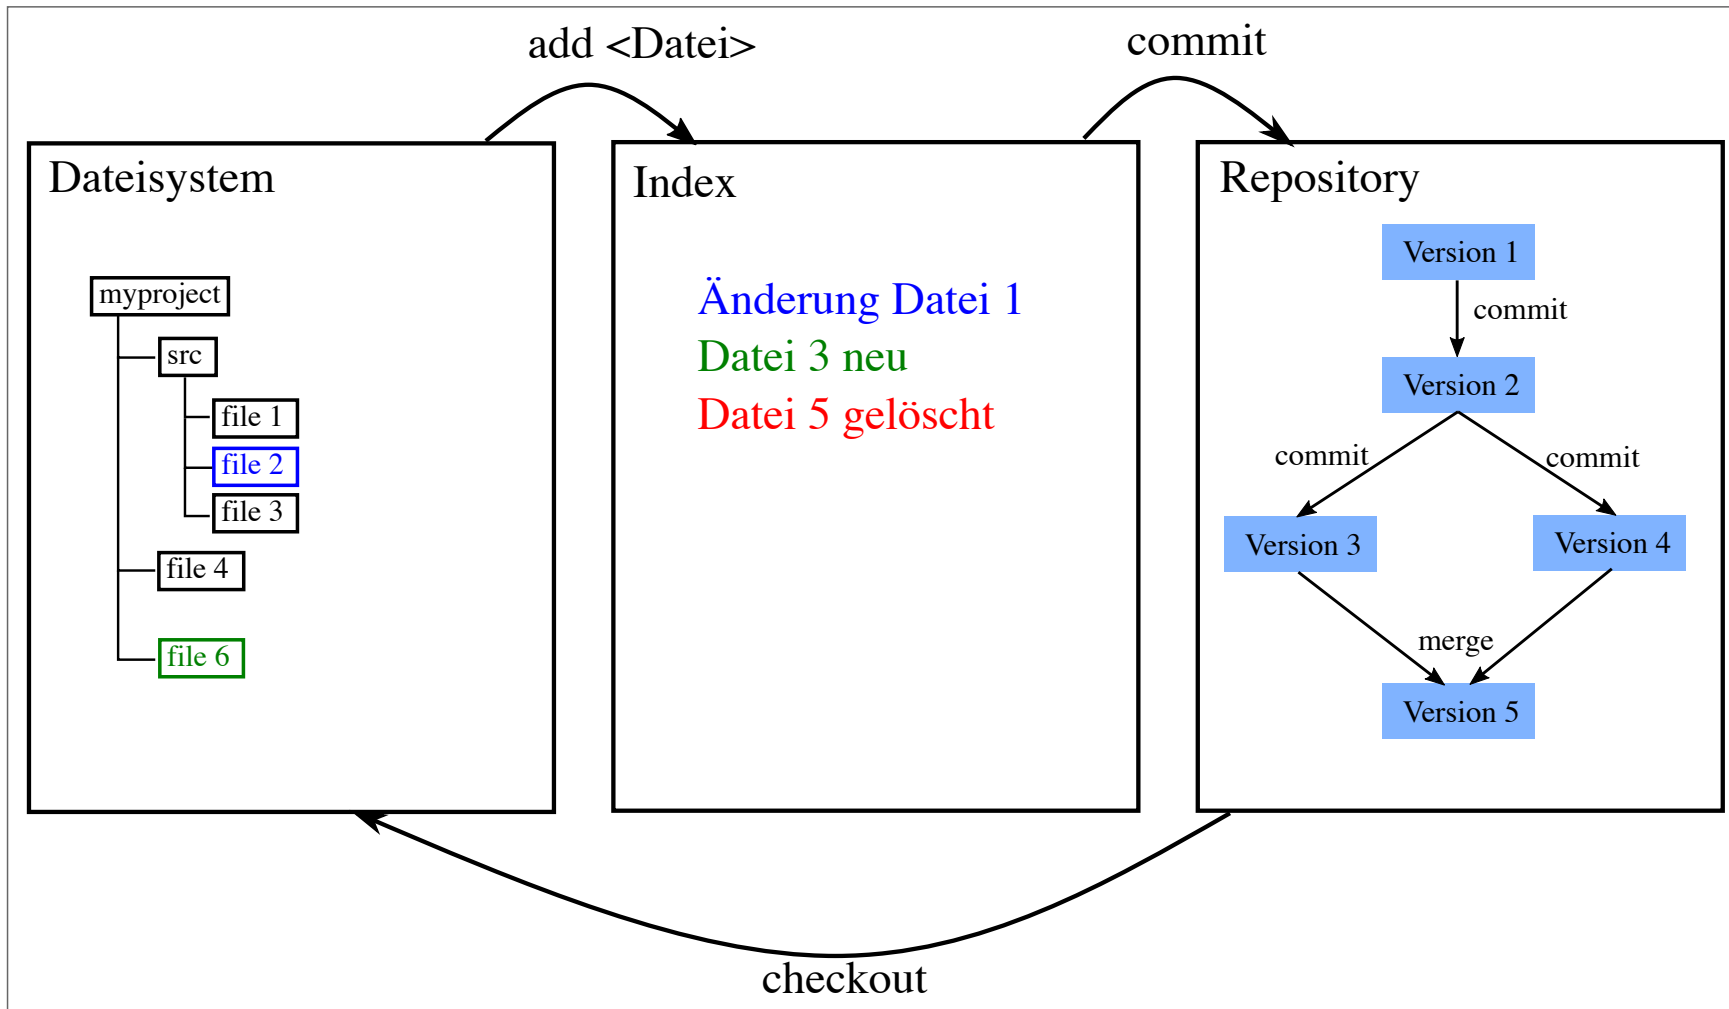 add <Datei>
commit
Dateisystem
myproject
src
file 1
file 2
file 3
file 4
file 6
Index
Änderung Datei 1
Datei 3 neu
Datei 5 gelöscht
Repository
Version 1
commit
Version 2
commit
commit
Version 3
Version 4
merge
Version 5
checkout